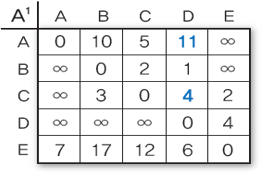 A¹ A B C D E
A 0 10 5 11 ∞
B ∞ 0 2 1 ∞
C ∞ 3 0 4 2
D ∞ ∞ ∞ 0 4
E 7 17 12 6 0